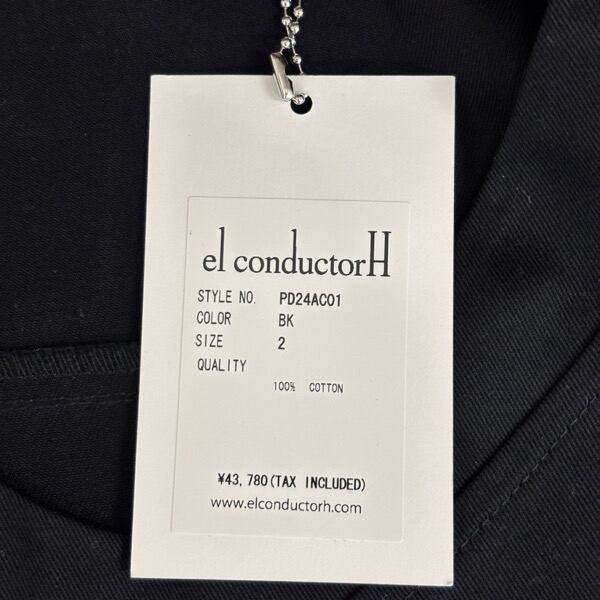 el conductorH
STYLE NO. PD24AC01
COLOR BK
SIZE 2
QUALITY
100% COTTON
¥43,780(TAX INCLUDED)
www.elconductorh.com